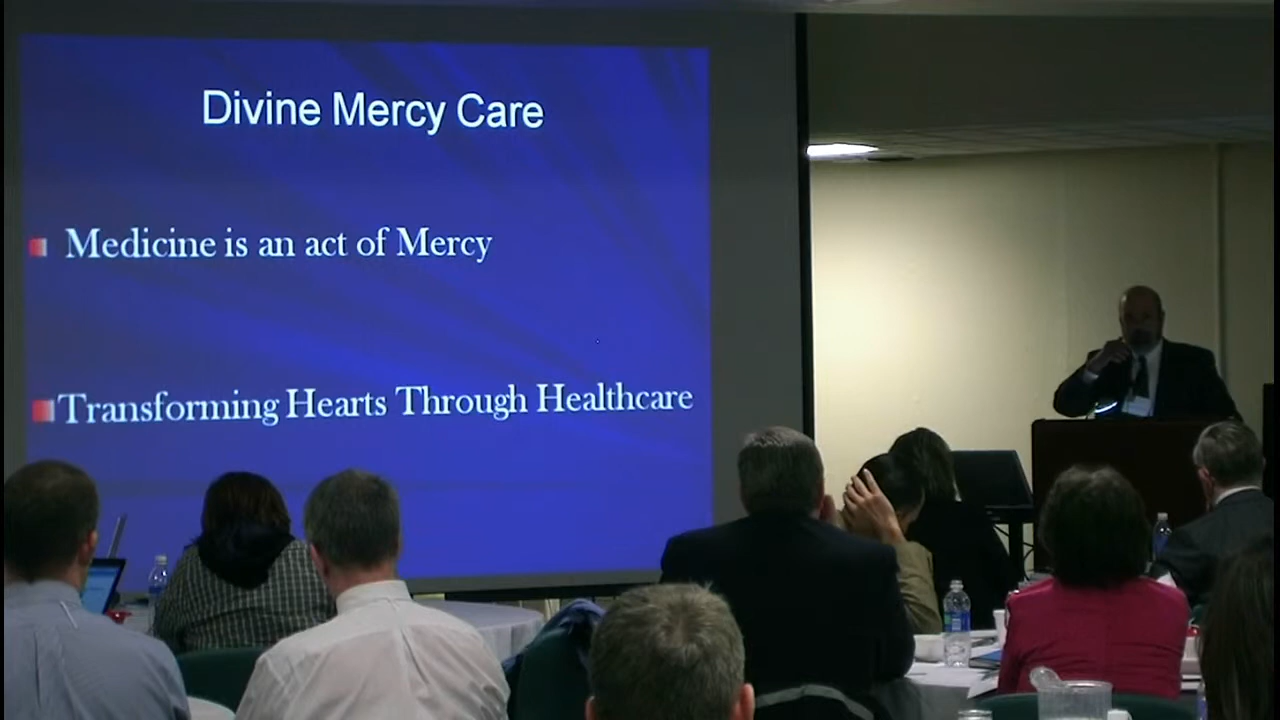 Divine Mercy Care
Medicine is an act of Mercy
Transforming Hearts Through Healthcare